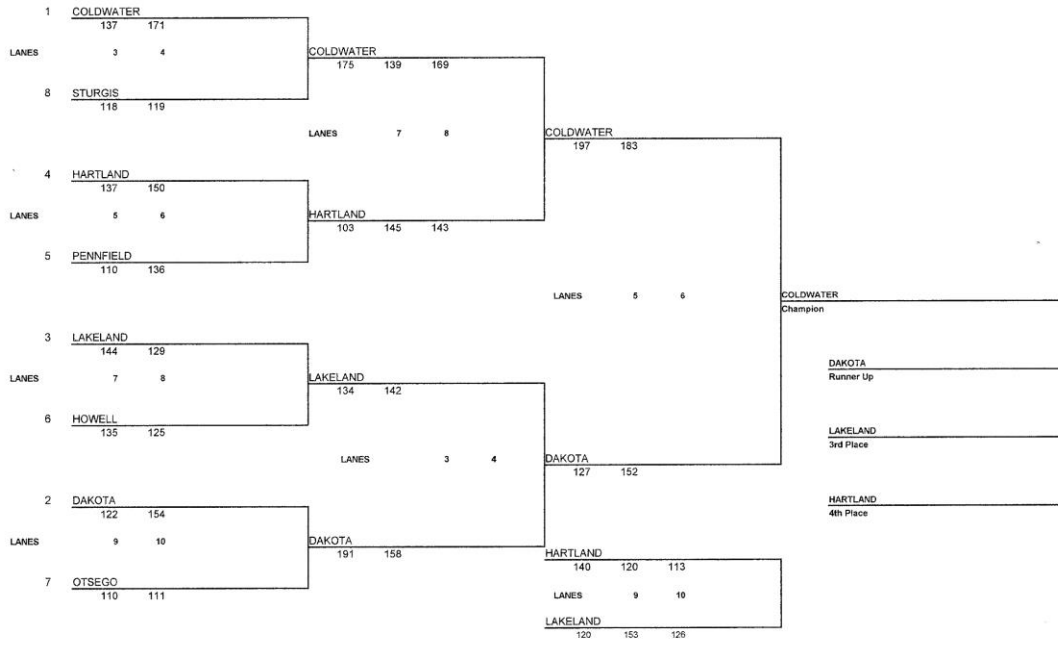 1 COLDWATER
137 171
LANES 3 4
COLDWATER
175 139 169
8 STURGIS
118 119
LANES 7 8
COLDWATER
197 183
4 HARTLAND
137 150
LANES 5 6
HARTLAND
103 145 143
5 PENNFIELD
110 136
LANES 5 6
COLDWATER
Champion
3 LAKELAND
144 129
DAKOTA
Runner Up
LANES 7 8
LAKELAND
134 142
6 HOWELL
135 125
LAKELAND
3rd Place
LANES 3 4
DAKOTA
127 152
2 DAKOTA
122 154
HARTLAND
4th Place
LANES 9 10
DAKOTA
191 158
HARTLAND
140 120 113
7 OTSEGO
110 111
LANES 9 10
LAKELAND
120 153 126